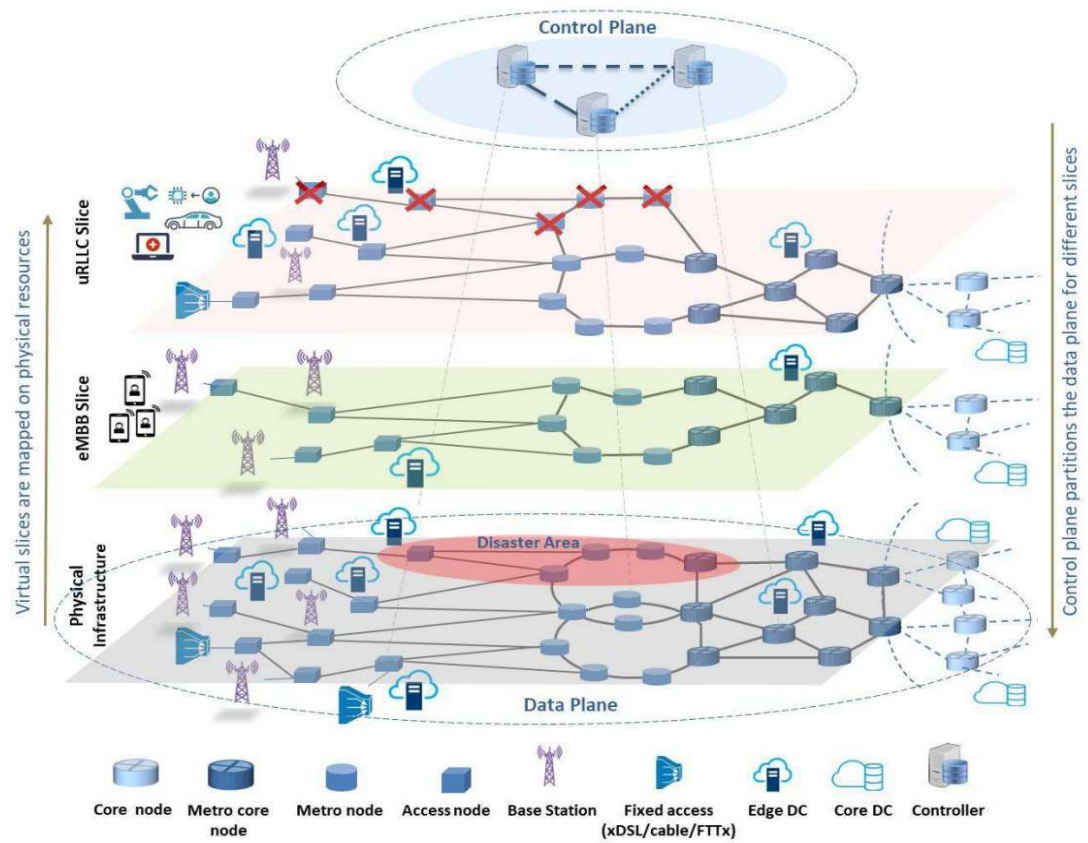 Control Plane
uRLLC Slice
eMBB Slice
Physical
Infrastructure
Virtual slices are mapped on physical resources
Control plane partitions the data plane for different slices
Disaster Area
Data Plane
Core node
Metro core
node
Metro node
Access node
Base Station
Fixed access
(xDSL/cable/FTTx)
Edge DC
Core DC
Controller